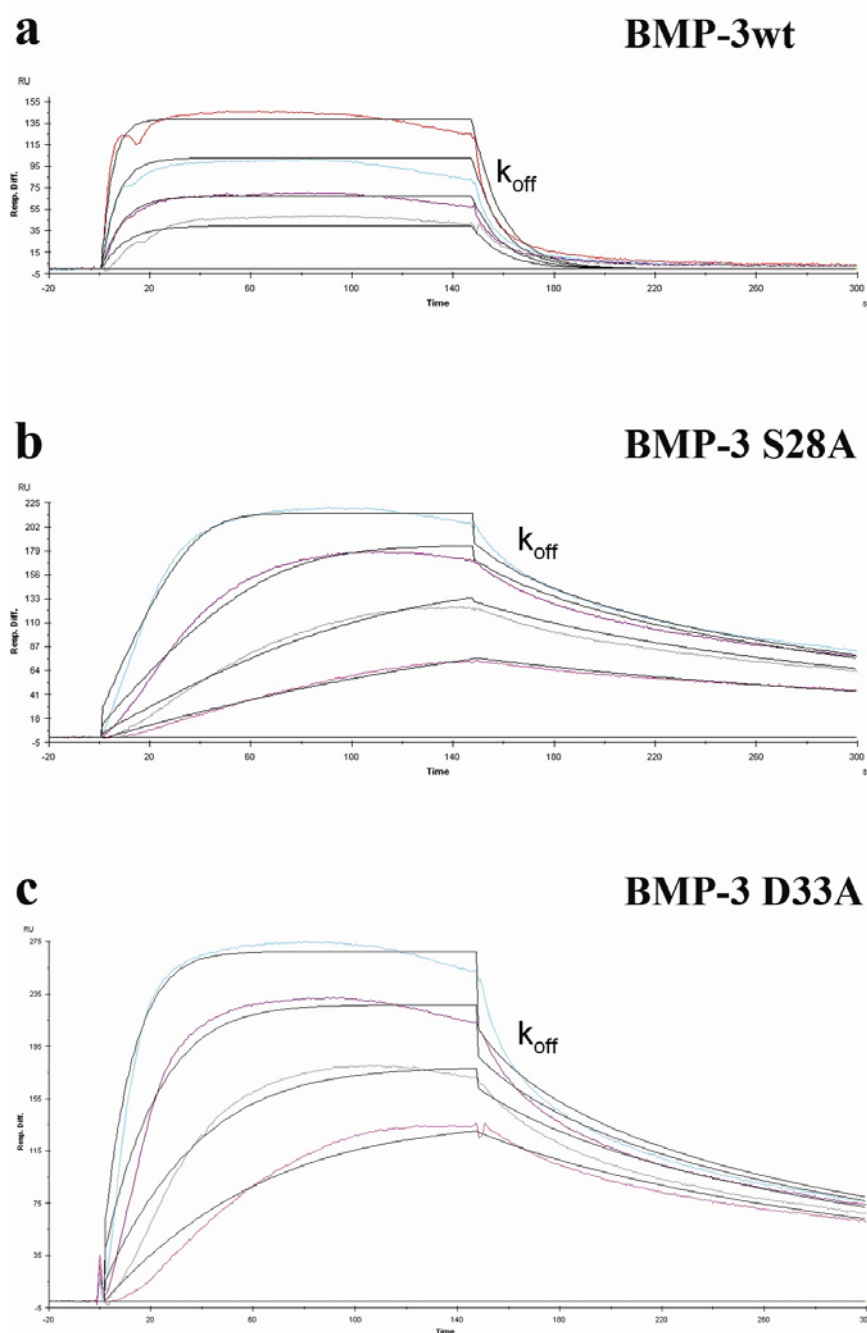 a
BMP-3wt
RU
155
135
115
95
75
55
35
15
-5
Resp. Diff.
koff
-20 20 60 100 140 180 220 260 300
Time s
b
BMP-3 S28A
RU
225
202
179
156
133
110
87
64
41
18
-5
Resp. Diff.
koff
-20 20 60 100 140 180 220 260 300
Time s
c
BMP-3 D33A
RU
275
235
195
155
115
75
35
-5
Resp. Diff.
koff
-20 20 60 100 140 180 220 260 300
Time s